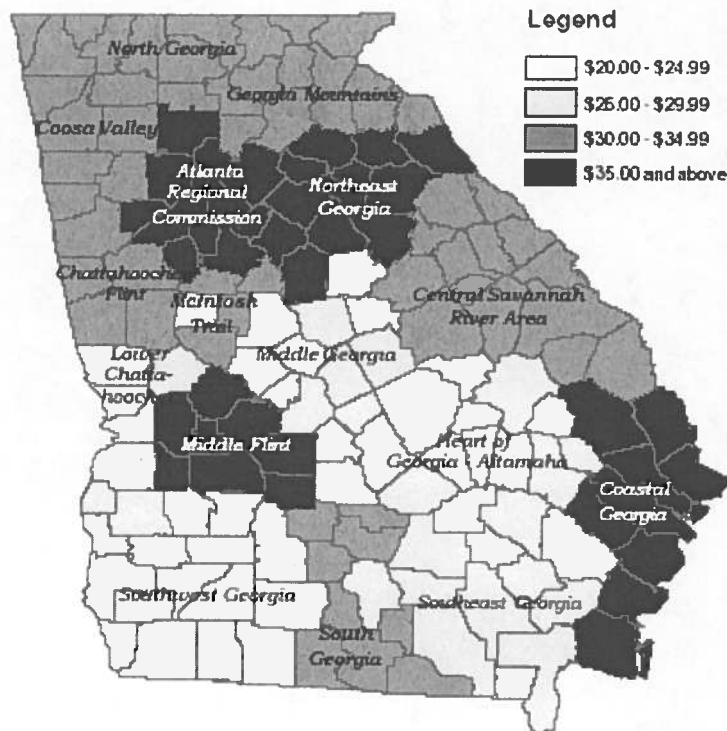 Legend
$20.00 - $24.99
$25.00 - $29.99
$30.00 - $34.99
$35.00 and above
North Georgia
Georgia Mountains
Coosa Valley
Atlanta
Regional
Commission
Northeast
Georgia
Chattahoochee
Flint
McIntosh
Trail
Central Savannah
River Area
Lower
Chatta-
hoochee
Middle Georgia
Middle Flint
Heart of
Georgia - Altamaha
Coastal
Georgia
Southwest Georgia
Southeast Georgia
South
Georgia